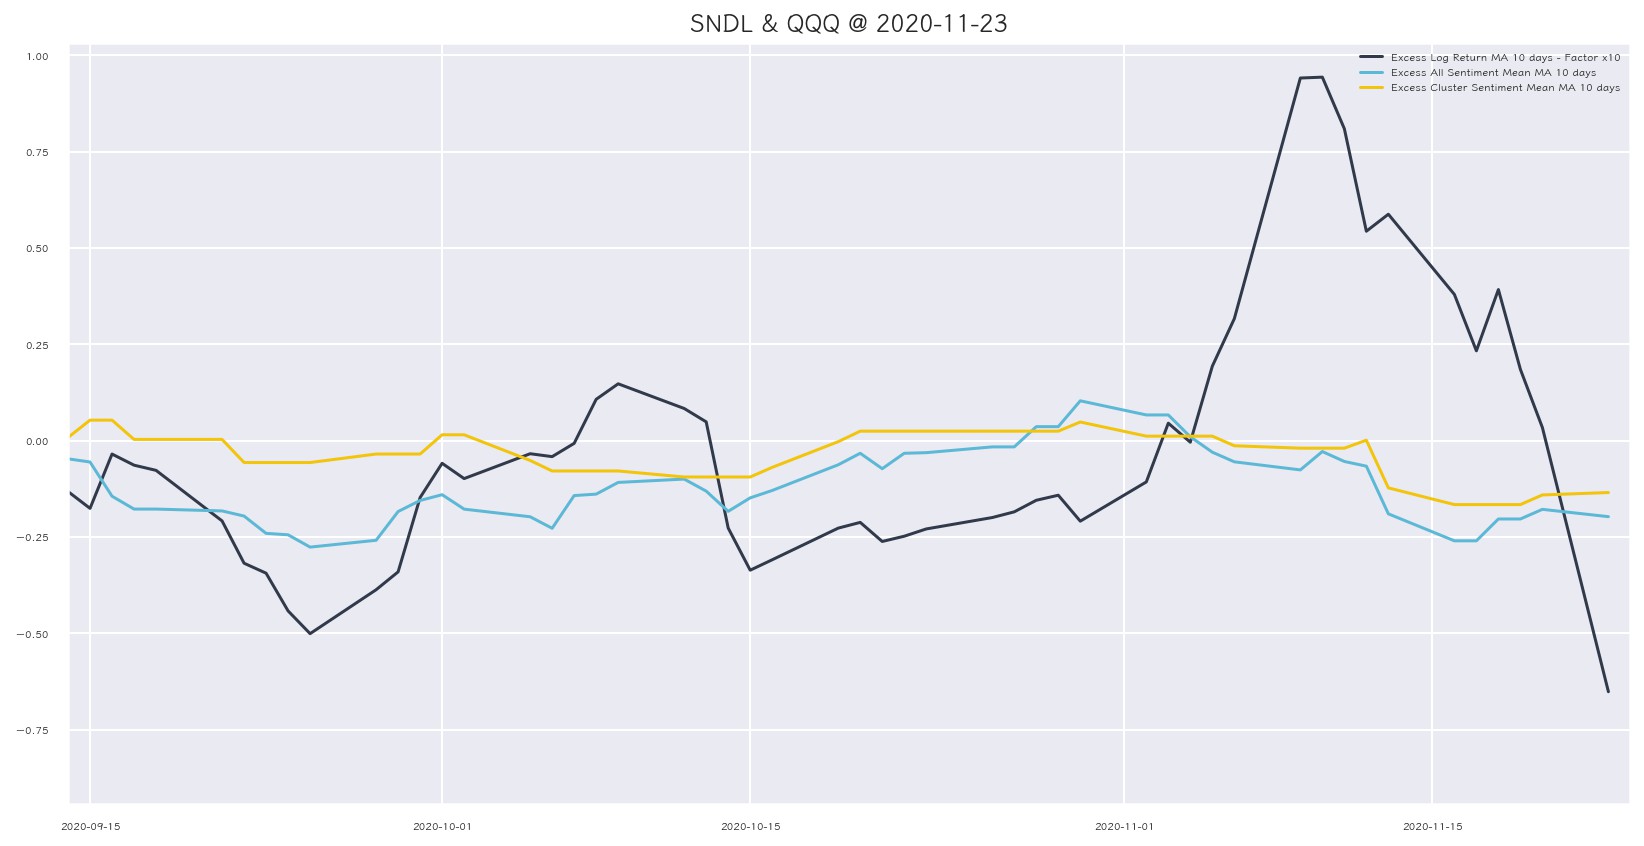 SNDL & QQQ @ 2020-11-23
Excess Log Return MA 10 days - Factor x10
Excess All Sentiment Mean MA 10 days
Excess Cluster Sentiment Mean MA 10 days
1.00
0.75
0.50
0.25
0.00
−0.25
−0.50
−0.75
2020-09-15 2020-10-01 2020-10-15 2020-11-01 2020-11-15